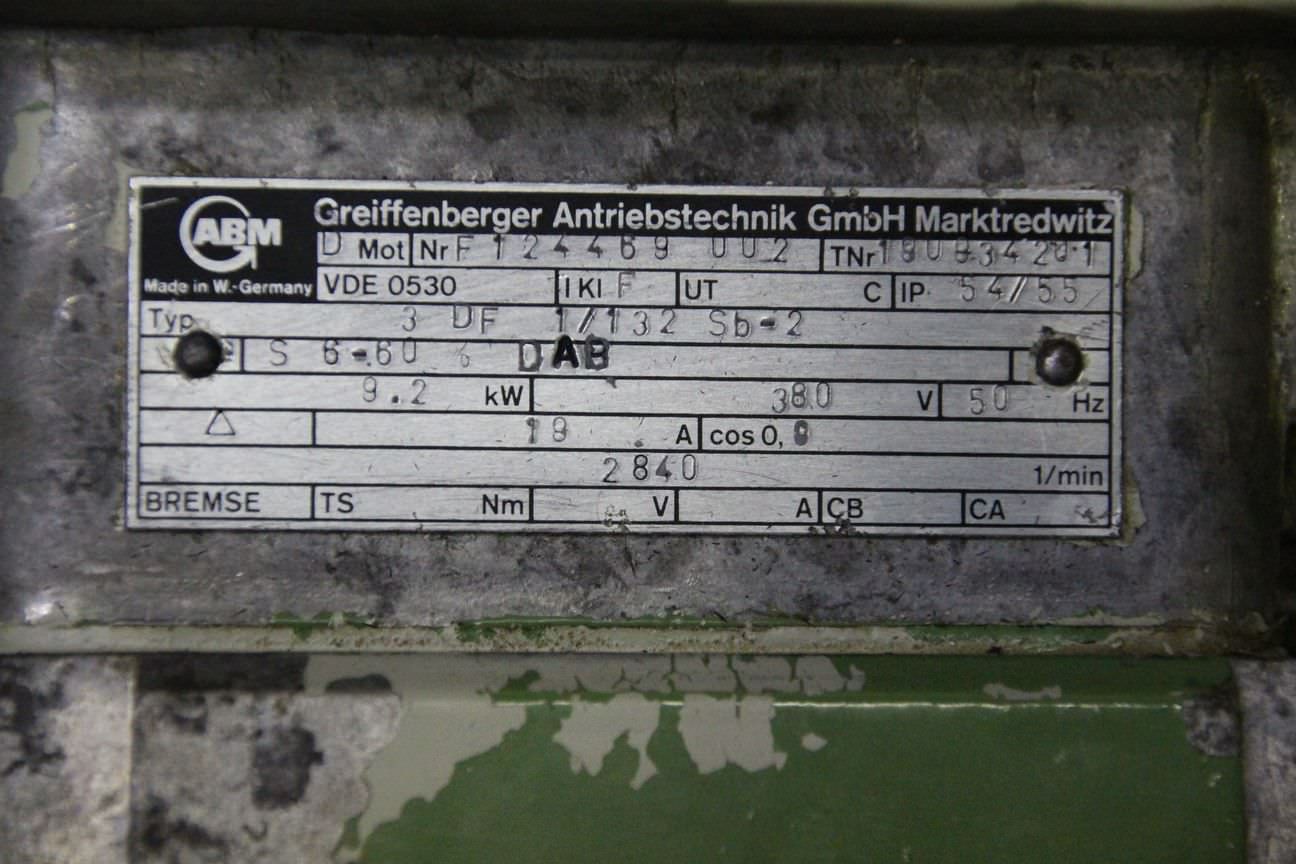 ABM
Made in W.-Germany
Greiffenberger Antriebstechnik GmbH Marktredwitz
D Mot Nr F 124469 002 TNr
VDE 0530 I KI F UT C IP 54/55
Typ 3 DF 1/132 Sb-2
S 6-60 % DAB
9.2 kW 380 V 50 Hz
△ A cos 0,
2840 1/min
BREMSE TS Nm V A CB CA